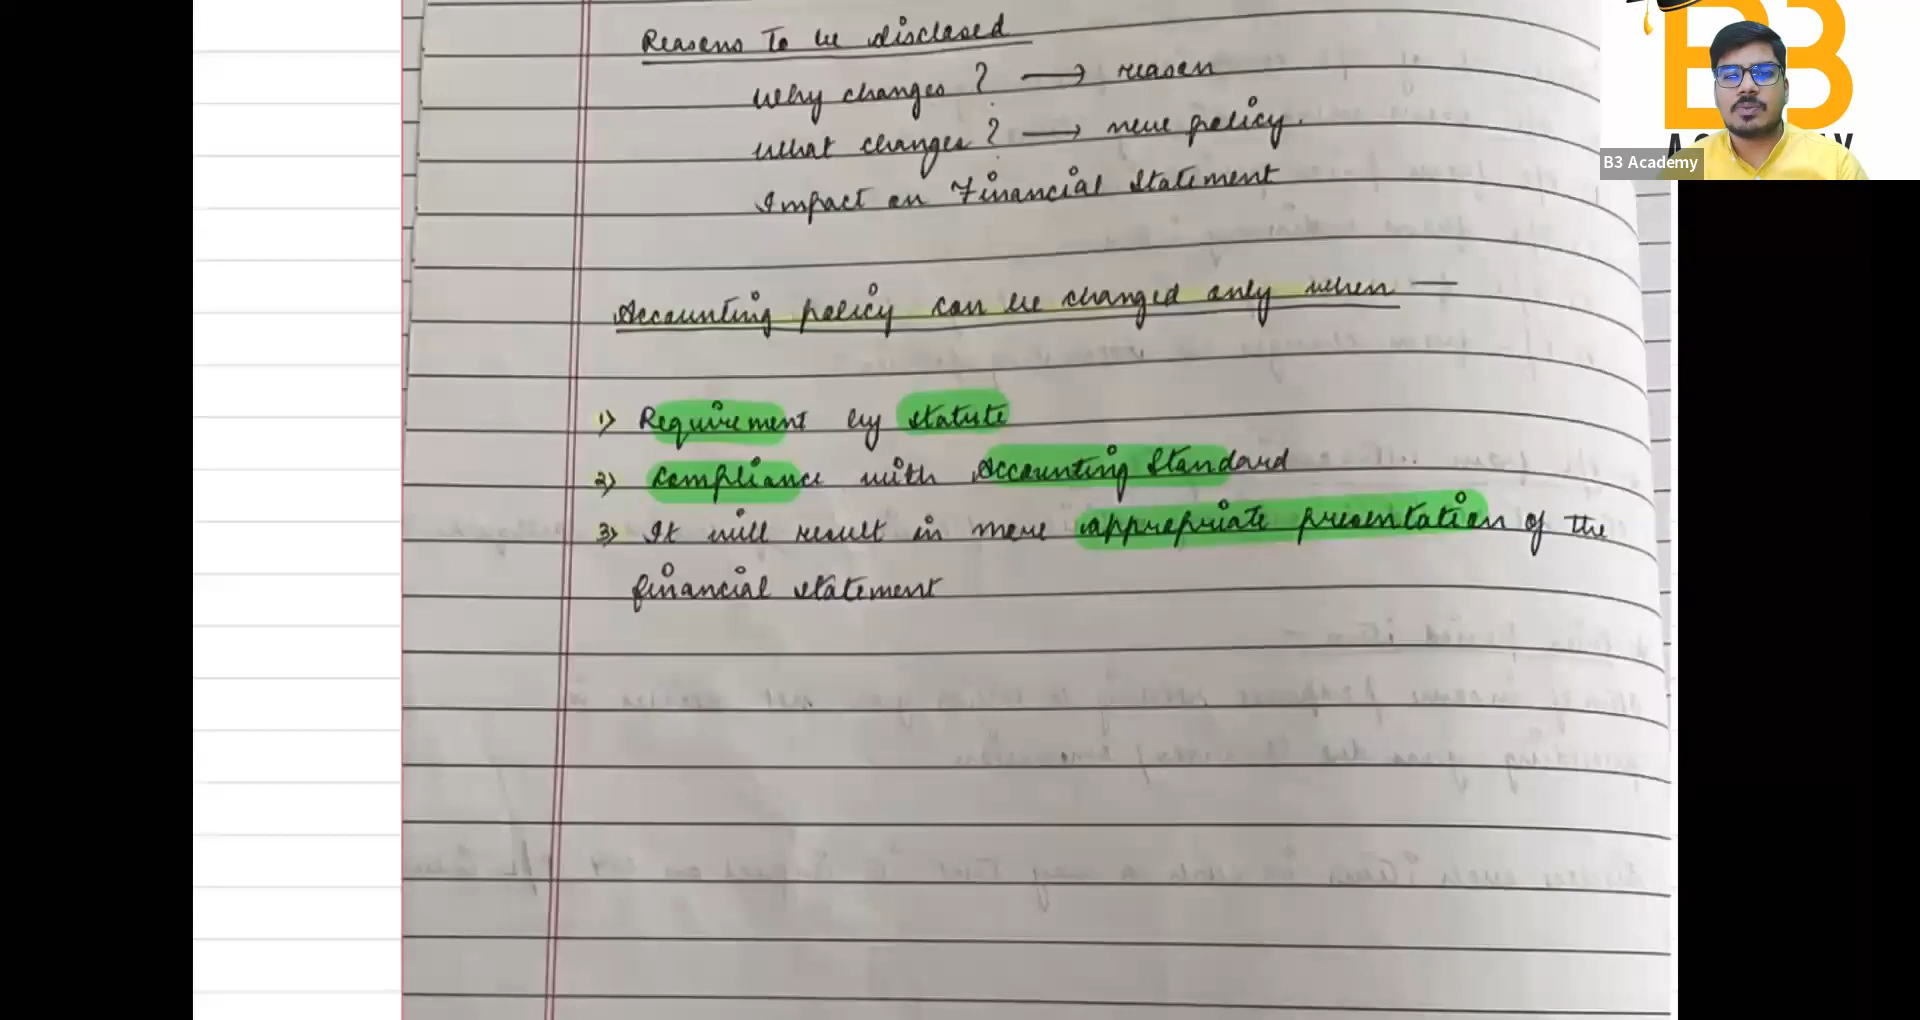 Reasons To be disclosed
Why changes ? → reason
What changes ? → new policy.
Impact on Financial Statement
Accounting policy can be changed only when —
1) Requirement by statute
2) Compliance with Accounting Standard
3) It will result in more appropriate presentation of the
financial statement
B3
B3 Academy